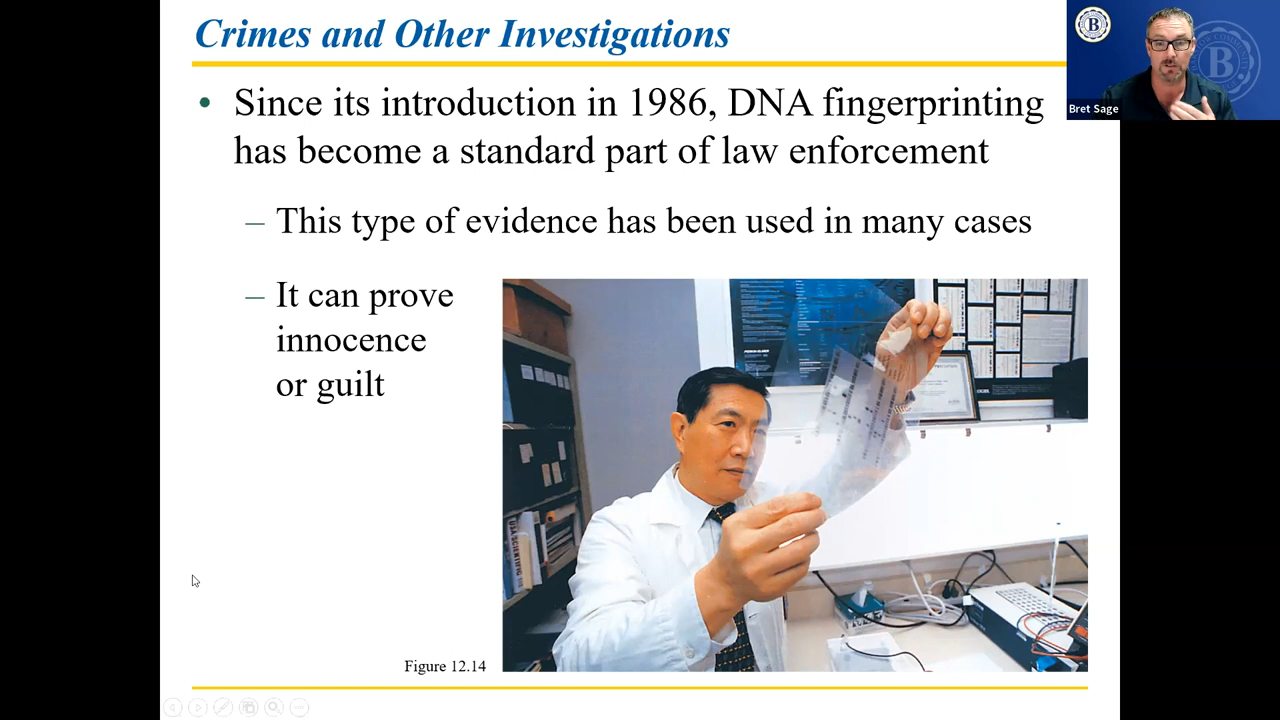 Crimes and Other Investigations
• Since its introduction in 1986, DNA fingerprinting
has become a standard part of law enforcement
– This type of evidence has been used in many cases
– It can prove
innocence
or guilt
Figure 12.14
B
Bret Sage